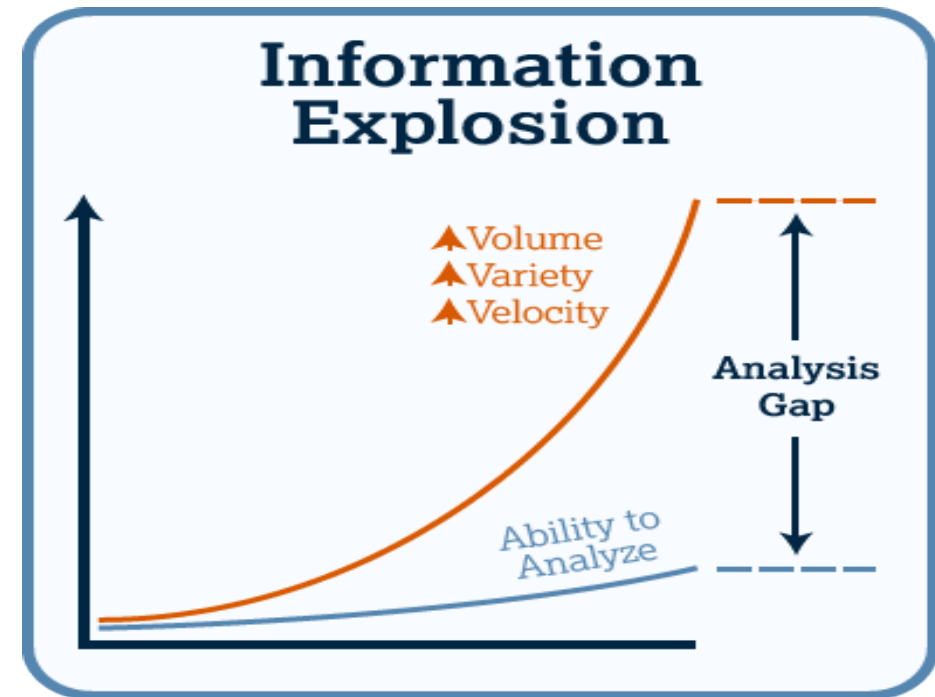 Information
Explosion
Volume
Variety
Velocity
Analysis
Gap
Ability to
Analyze